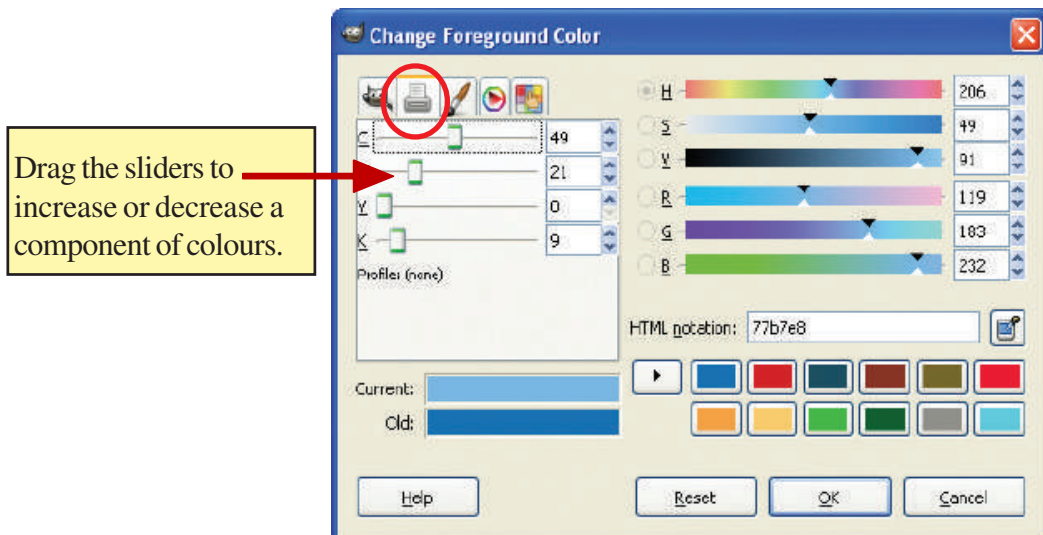 Change Foreground Color
Drag the sliders to
increase or decrease a
component of colours.
C 49
21
Y 0
K 9
Profile: (none)
Current:
Old:
H 206
S 49
V 91
R 119
G 183
B 232
HTML notation: 77b7e8
Help
Reset
OK
Cancel